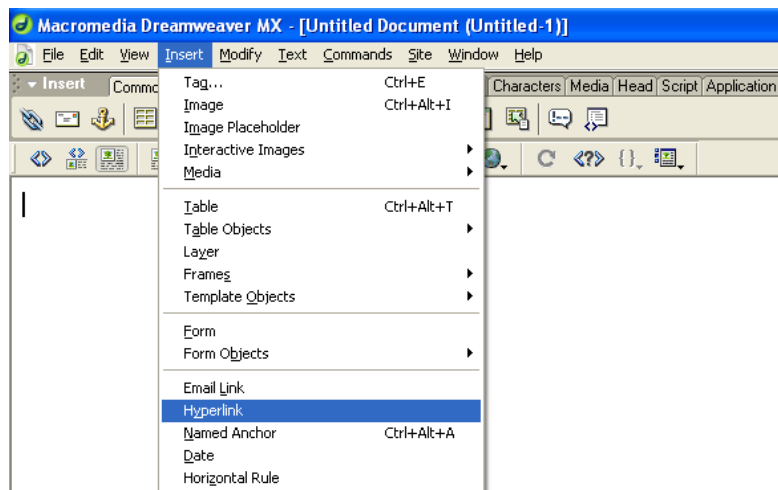 Macromedia Dreamweaver MX - [Untitled Document (Untitled-1)]
File Edit View Insert Modify Text Commands Site Window Help
Insert Commo Characters Media Head Script Application
Tag... Ctrl+E
Image Ctrl+Alt+I
Image Placeholder
Interactive Images
Media
Table Ctrl+Alt+T
Table Objects
Layer
Frames
Template Objects
Form
Form Objects
Email Link
Hyperlink
Named Anchor Ctrl+Alt+A
Date
Horizontal Rule